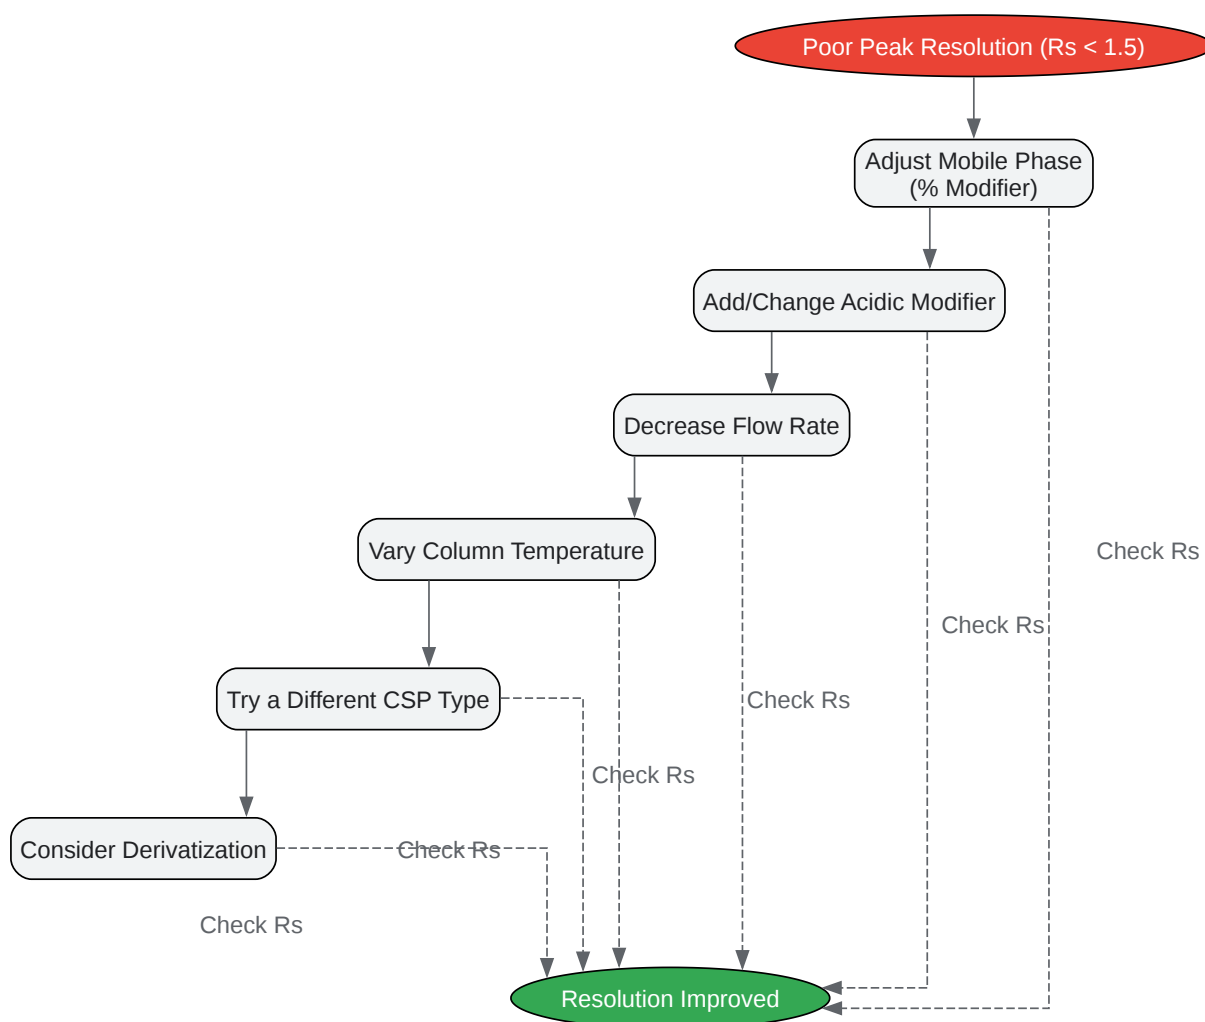 Poor Peak Resolution (Rs < 1.5)
Adjust Mobile Phase
(% Modifier)
Add/Change Acidic Modifier
Decrease Flow Rate
Vary Column Temperature
Check Rs
Check Rs
Try a Different CSP Type
Check Rs
Check Rs
Consider Derivatization
Check Rs
Check Rs
Resolution Improved